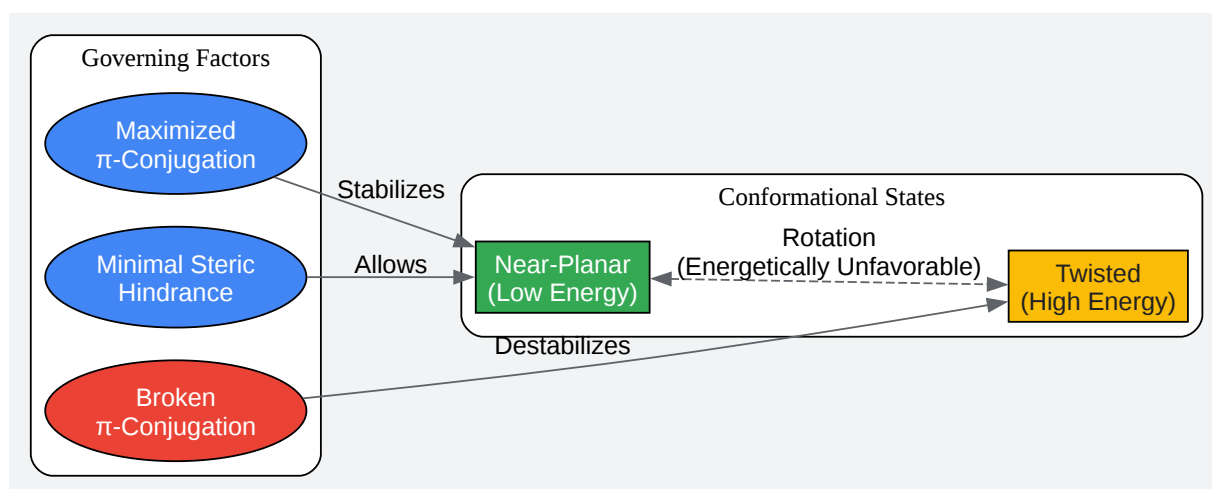 Governing Factors
Maximized
π-Conjugation
Minimal Steric
Hindrance
Broken
π-Conjugation
Stabilizes
Allows
Destabilizes
Conformational States
Near-Planar
(Low Energy)
Rotation
(Energetically Unfavorable)
Twisted
(High Energy)